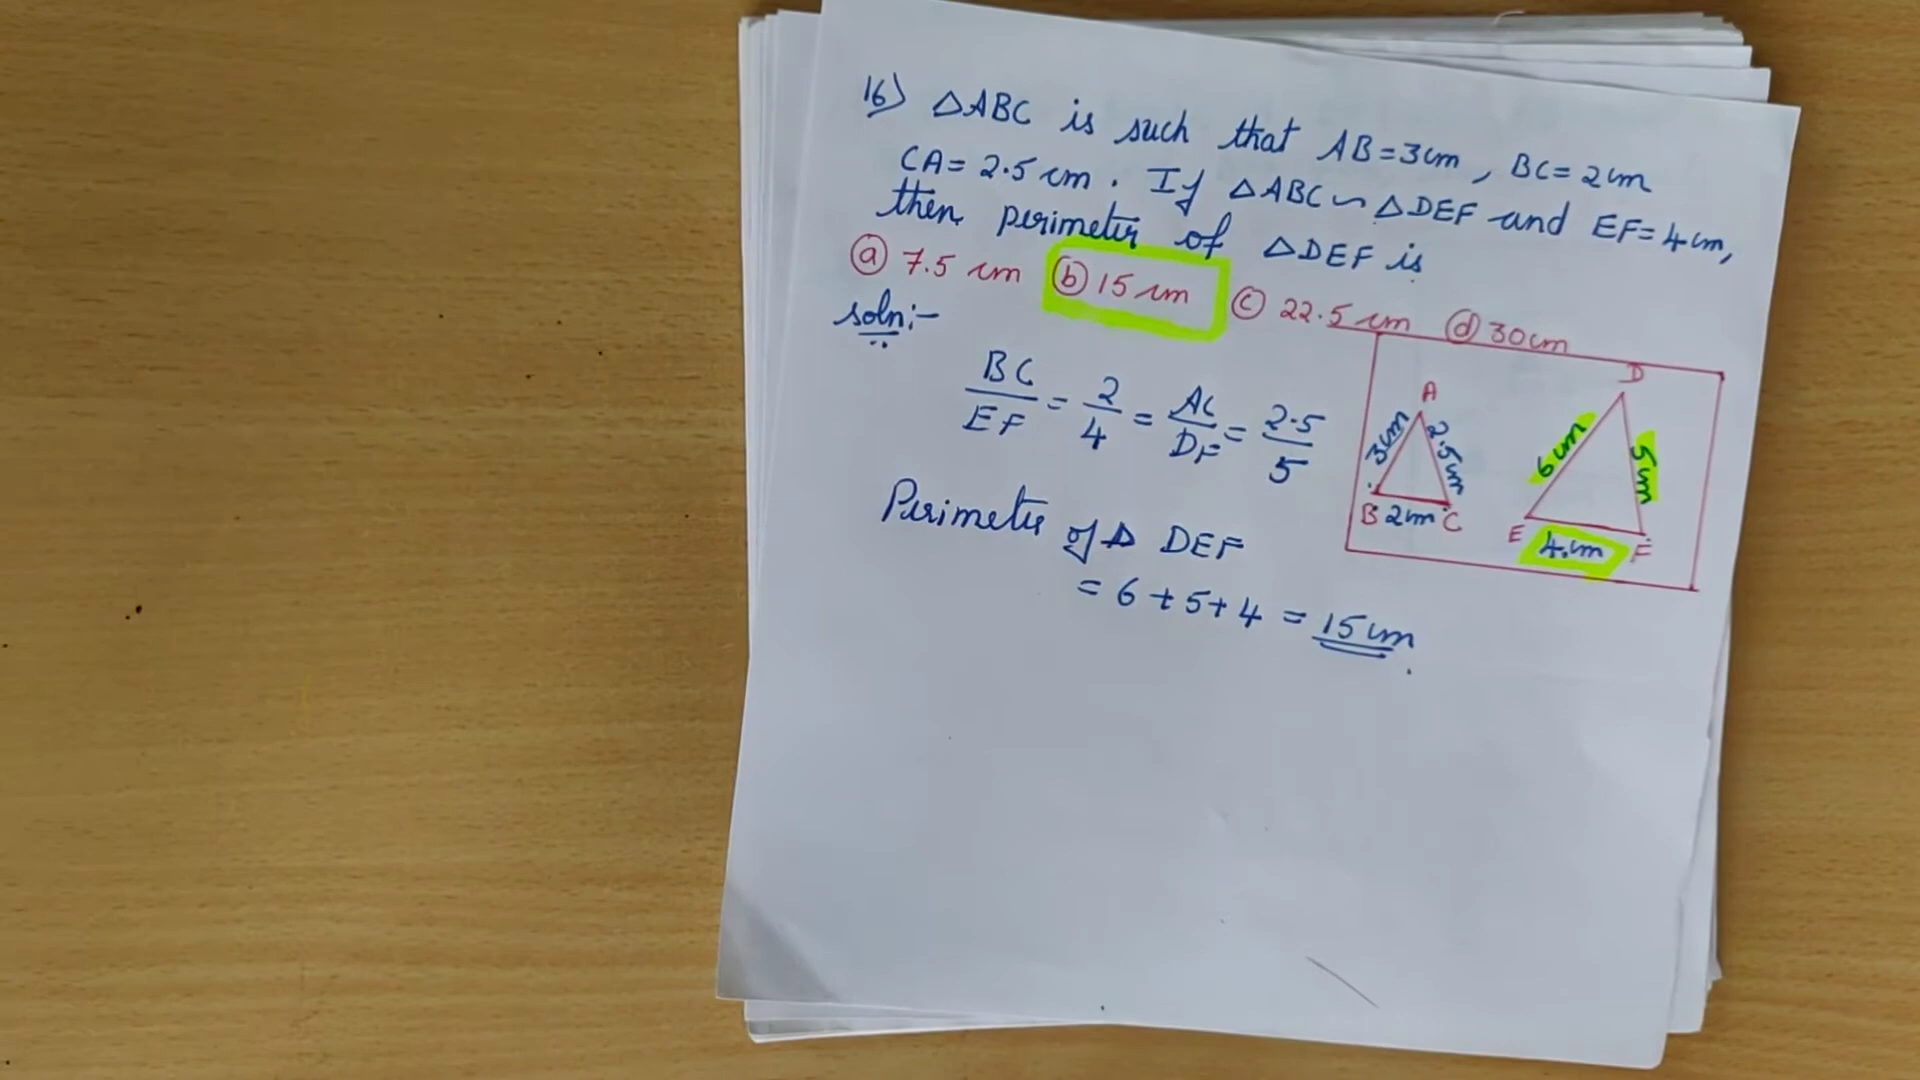 16) △ABC is such that AB=3cm, BC=2cm
CA=2.5 cm. If △ABC ∽ △DEF and EF=4cm,
then perimeter of △DEF is
ⓐ 7.5 cm ⓑ 15 cm ⓒ 22.5 cm ⓓ 30cm
soln:-
BC/EF = 2/4 = AC/DF = 2.5/5
Perimeter of △ DEF
= 6+5+4 = 15cm.
A
3cm
2.5cm
B 2cm C
D
6cm
5cm
E 4cm F